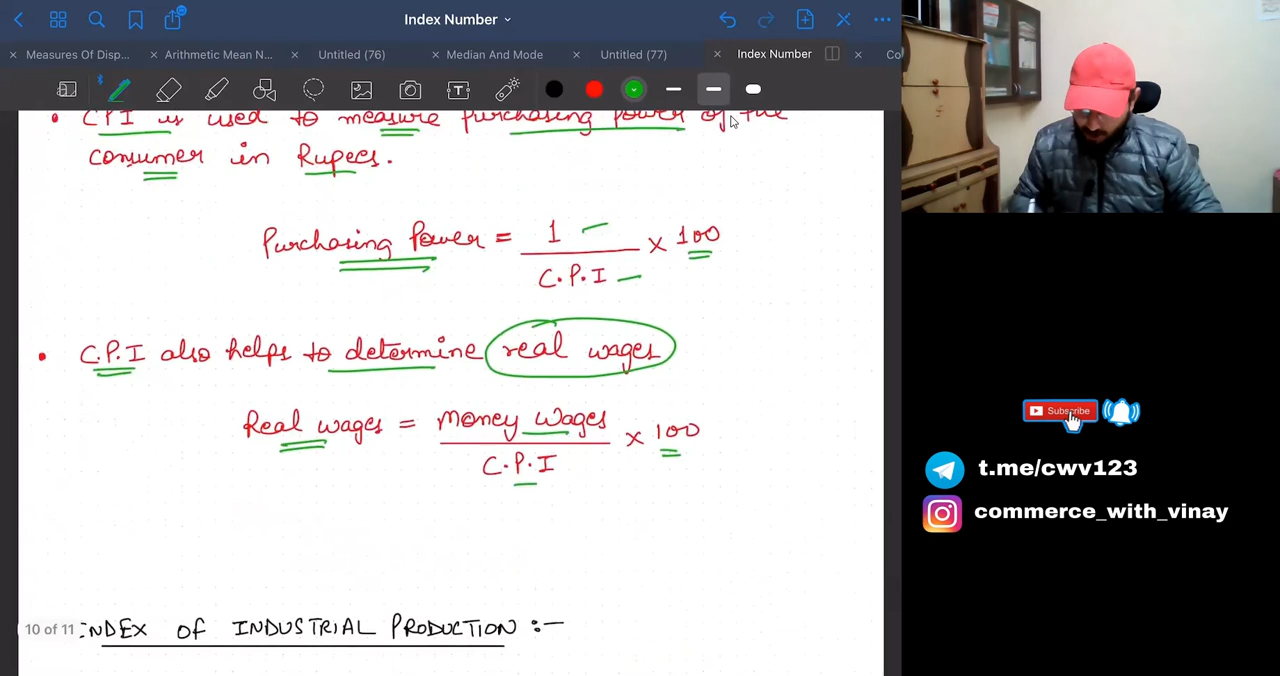 Index Number
Measures Of Disp...
Arithmetic Mean N...
Untitled (76)
Median And Mode
Untitled (77)
Index Number
Co
• CPI is used to measure purchasing power of the
consumer in Rupees.
Purchasing Power = 1 / C.P.I × 100
• C.P.I also helps to determine real wages
Real wages = Money wages / C.P.I × 100
10 of 11
INDEX of INDUSTRIAL PRODUCTION :-
Subscribe
t.me/cwv123
commerce_with_vinay